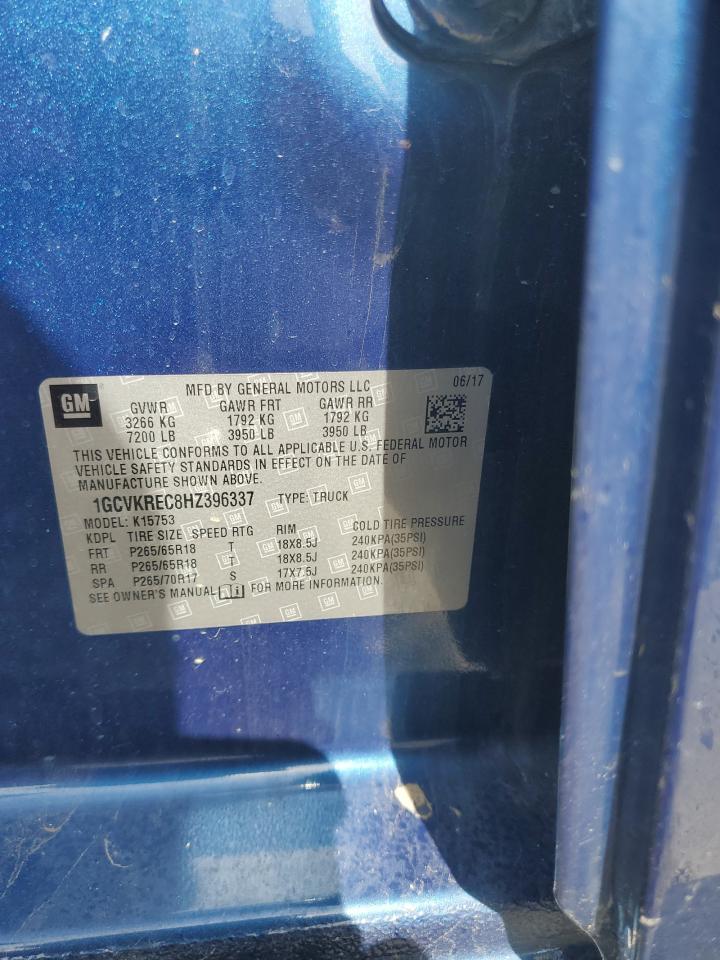 GM
MFD BY GENERAL MOTORS LLC 06/17
GVWR GAWR FRT GAWR RR
3266 KG 1792 KG 1792 KG
7200 LB 3950 LB 3950 LB
THIS VEHICLE CONFORMS TO ALL APPLICABLE U.S. FEDERAL MOTOR
VEHICLE SAFETY STANDARDS IN EFFECT ON THE DATE OF
MANUFACTURE SHOWN ABOVE.
1GCVKREC8HZ396337 TYPE: TRUCK
MODEL: K15753
KDPL TIRE SIZE SPEED RTG RIM COLD TIRE PRESSURE
FRT P265/65R18 T 18X8.5J 240KPA(35PSI)
RR P265/65R18 T 18X8.5J 240KPA(35PSI)
SPA P265/70R17 S 17X7.5J 240KPA(35PSI)
SEE OWNER'S MANUAL i FOR MORE INFORMATION.